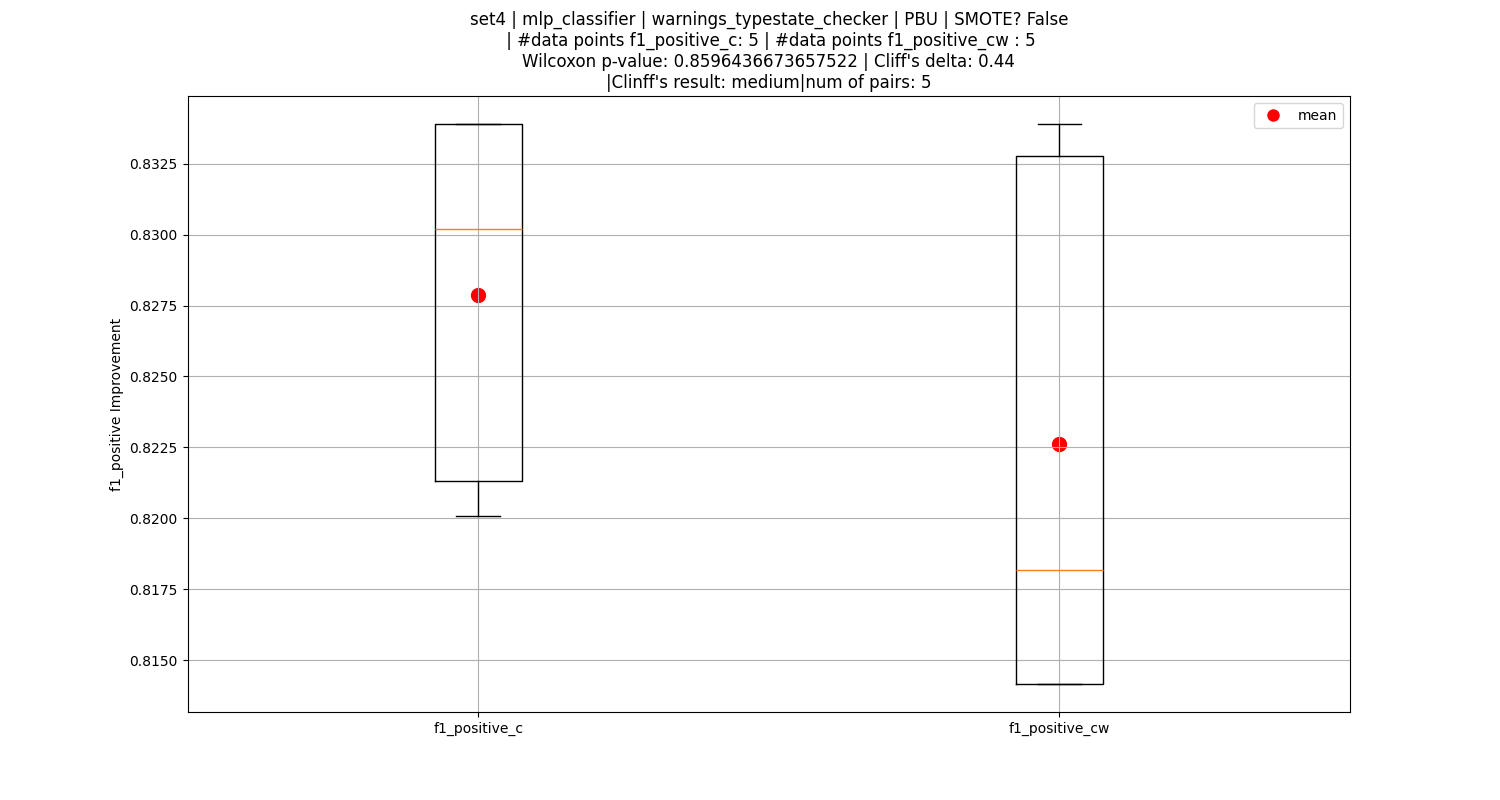 set4 | mlp_classifier | warnings_typestate_checker | PBU | SMOTE? False
| #data points f1_positive_c: 5 | #data points f1_positive_cw : 5
Wilcoxon p-value: 0.8596436673657522 | Cliff's delta: 0.44
|Clinff's result: medium|num of pairs: 5
mean
f1_positive Improvement
0.8325
0.8300
0.8275
0.8250
0.8225
0.8200
0.8175
0.8150
f1_positive_c
f1_positive_cw